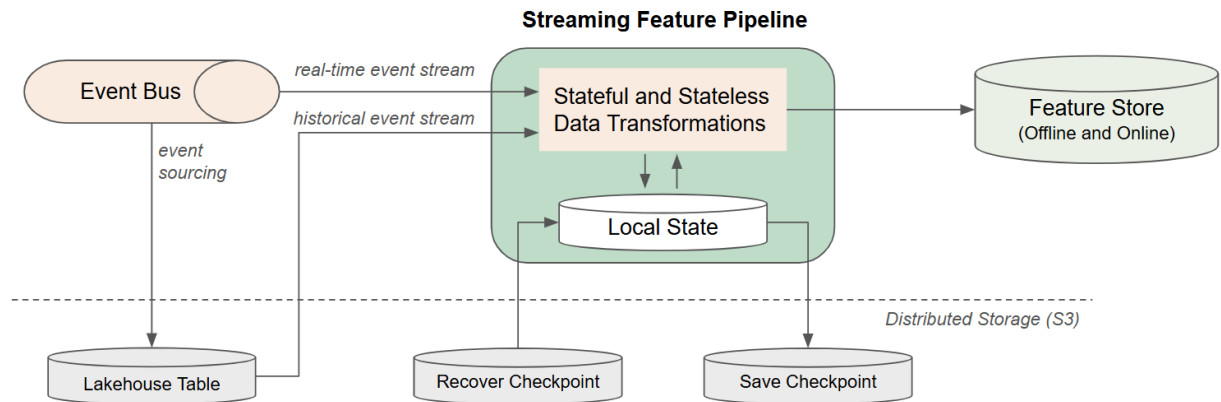 Streaming Feature Pipeline
Event Bus
real-time event stream
historical event stream
event
sourcing
Stateful and Stateless
Data Transformations
Local State
Feature Store
(Offline and Online)
Distributed Storage (S3)
Lakehouse Table
Recover Checkpoint
Save Checkpoint